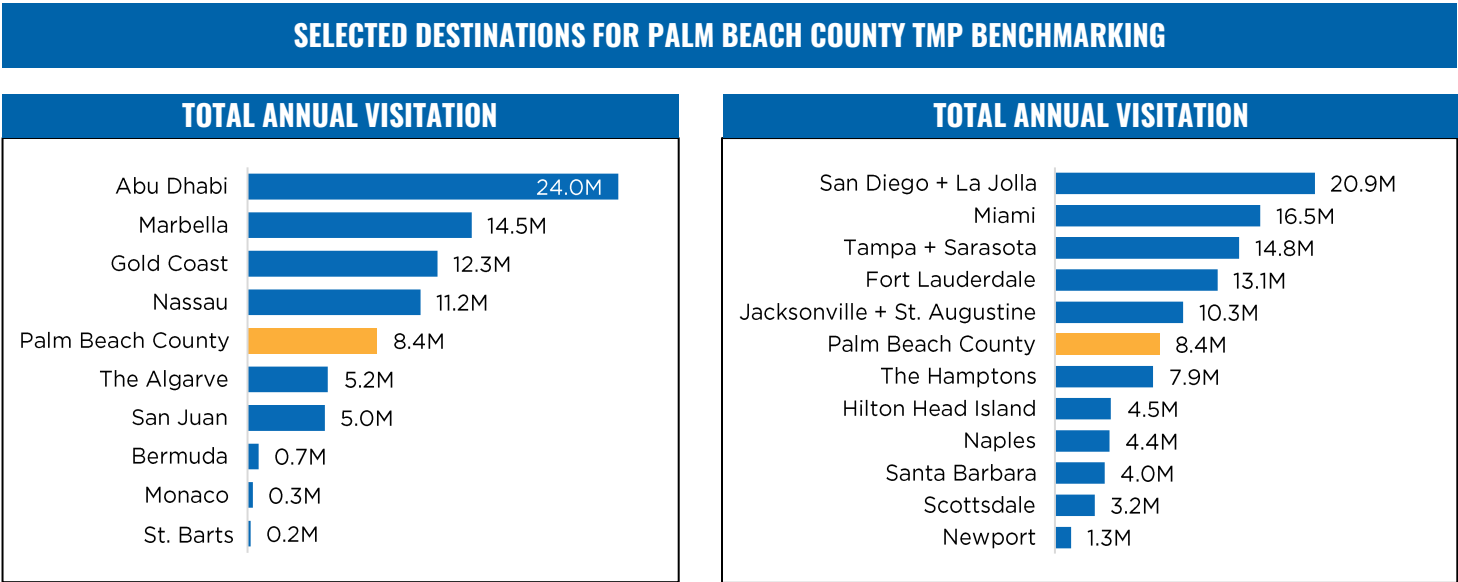 SELECTED DESTINATIONS FOR PALM BEACH COUNTY TMP BENCHMARKING
TOTAL ANNUAL VISITATION
Abu Dhabi 24.0M
Marbella 14.5M
Gold Coast 12.3M
Nassau 11.2M
Palm Beach County 8.4M
The Algarve 5.2M
San Juan 5.0M
Bermuda 0.7M
Monaco 0.3M
St. Barts 0.2M
TOTAL ANNUAL VISITATION
San Diego + La Jolla 20.9M
Miami 16.5M
Tampa + Sarasota 14.8M
Fort Lauderdale 13.1M
Jacksonville + St. Augustine 10.3M
Palm Beach County 8.4M
The Hamptons 7.9M
Hilton Head Island 4.5M
Naples 4.4M
Santa Barbara 4.0M
Scottsdale 3.2M
Newport 1.3M